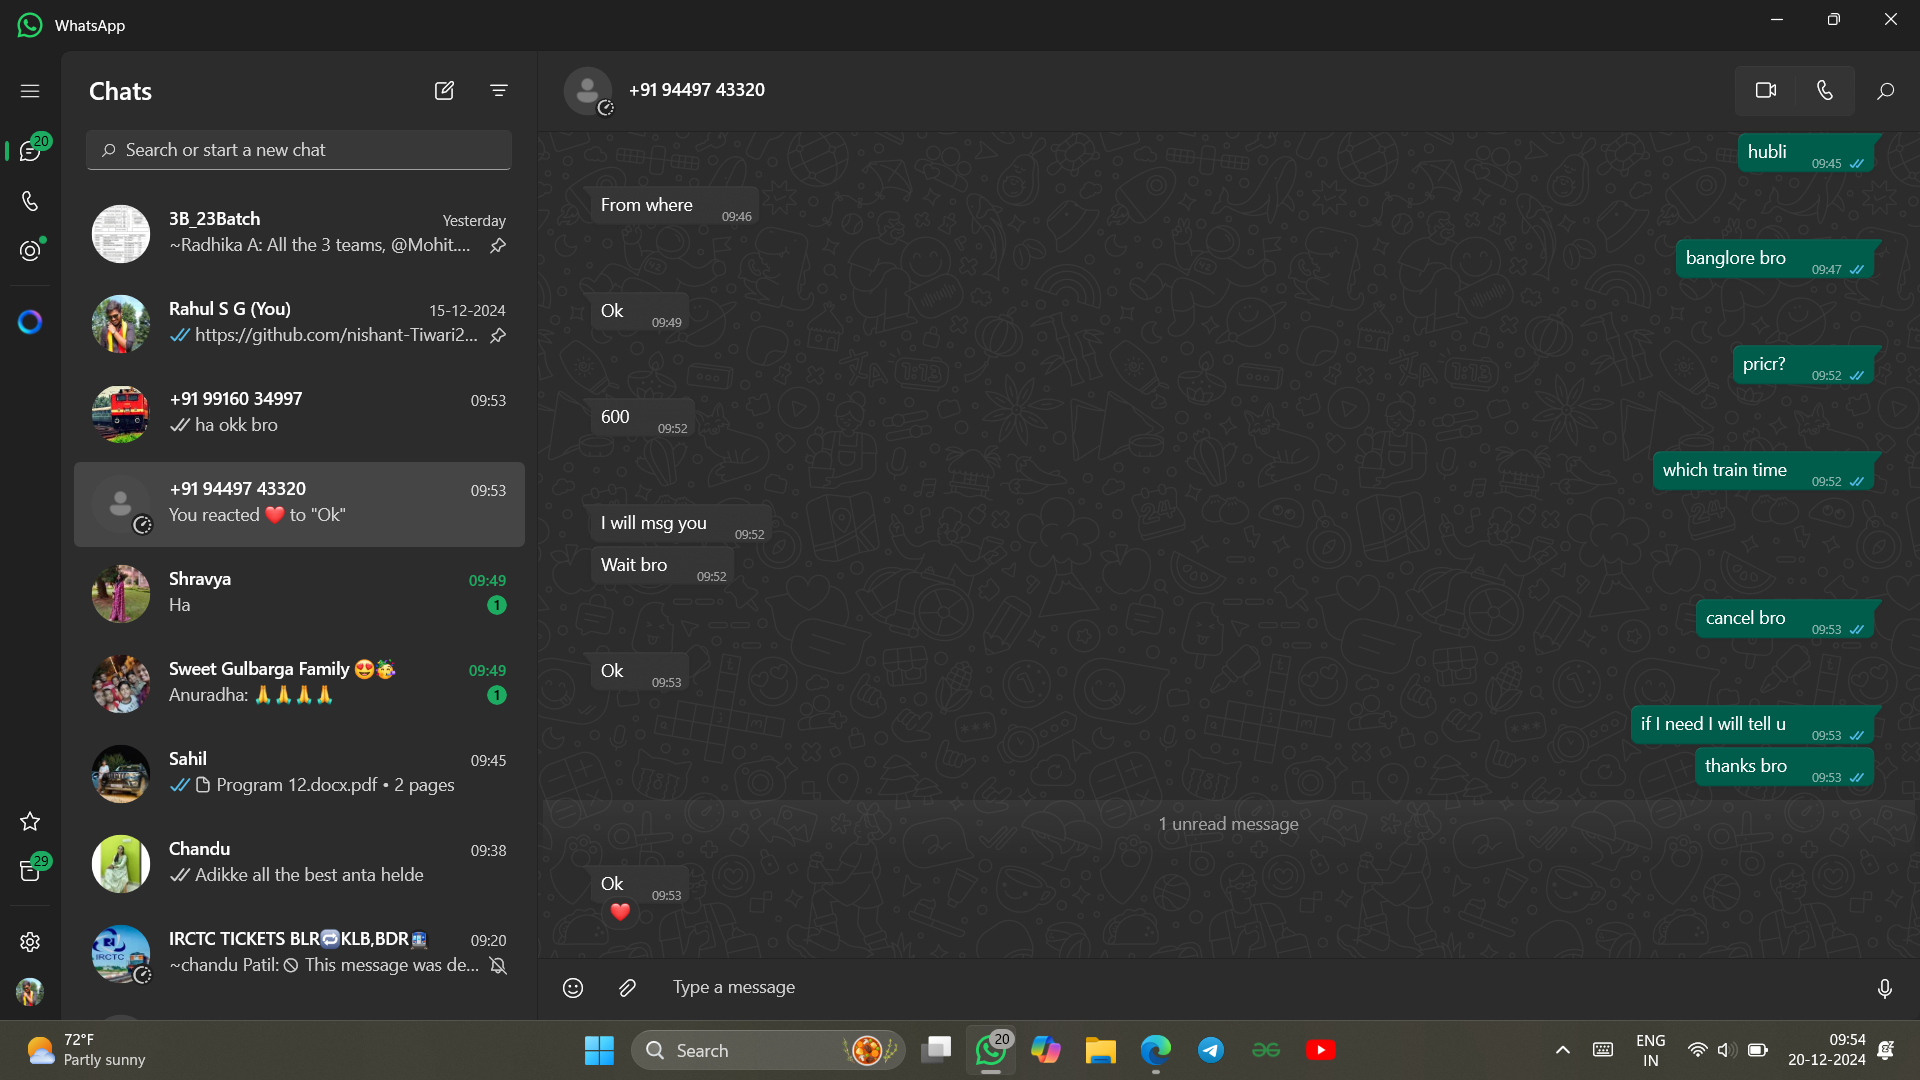 WhatsApp
Chats
20
Search or start a new chat
3B_23Batch
Yesterday
~Radhika A: All the 3 teams, @Mohit....
Rahul S G (You)
15-12-2024
https://github.com/nishant-Tiwari2...
+91 99160 34997
09:53
ha okk bro
+91 94497 43320
09:53
You reacted ❤️ to "Ok"
Shravya
09:49
Ha
1
Sweet Gulbarga Family 😍🥳
09:49
Anuradha: 🙏🙏🙏🙏
1
Sahil
09:45
Program 12.docx.pdf • 2 pages
Chandu
09:38
Adikke all the best anta helde
29
IRCTC TICKETS BLR🔁KLB,BDR🚉
09:20
~chandu Patil: 🚫 This message was de...
IRCTC
+91 94497 43320
hubli
09:45
From where
09:46
banglore bro
09:47
Ok
09:49
pricr?
09:52
600
09:52
which train time
09:52
I will msg you
09:52
Wait bro
09:52
cancel bro
09:53
Ok
09:53
if I need I will tell u
09:53
thanks bro
09:53
1 unread message
Ok
09:53
❤️
Type a message
72°F
Partly sunny
Search
20
ENG
IN
09:54
20-12-2024